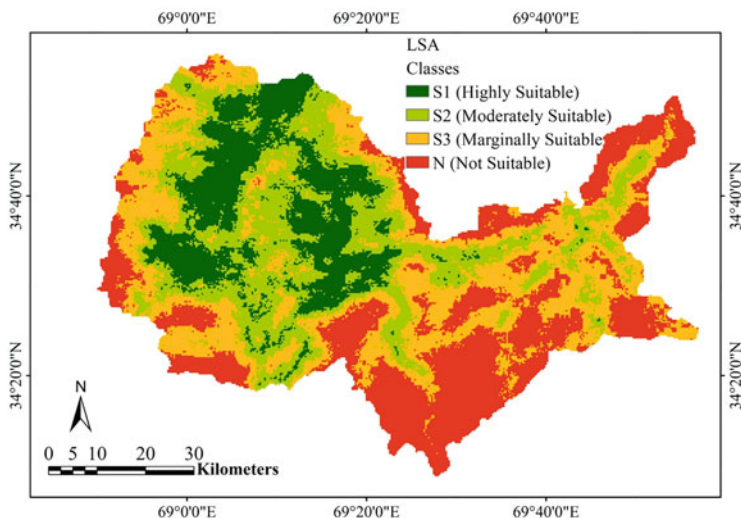 69°0'0"E 69°20'0"E 69°40'0"E
LSA
Classes
S1 (Highly Suitable)
S2 (Moderately Suitable)
S3 (Marginally Suitable)
N (Not Suitable)
34°40'0"N 34°40'0"N
34°20'0"N 34°20'0"N
N
0 5 10 20 30
Kilometers
69°0'0"E 69°20'0"E 69°40'0"E